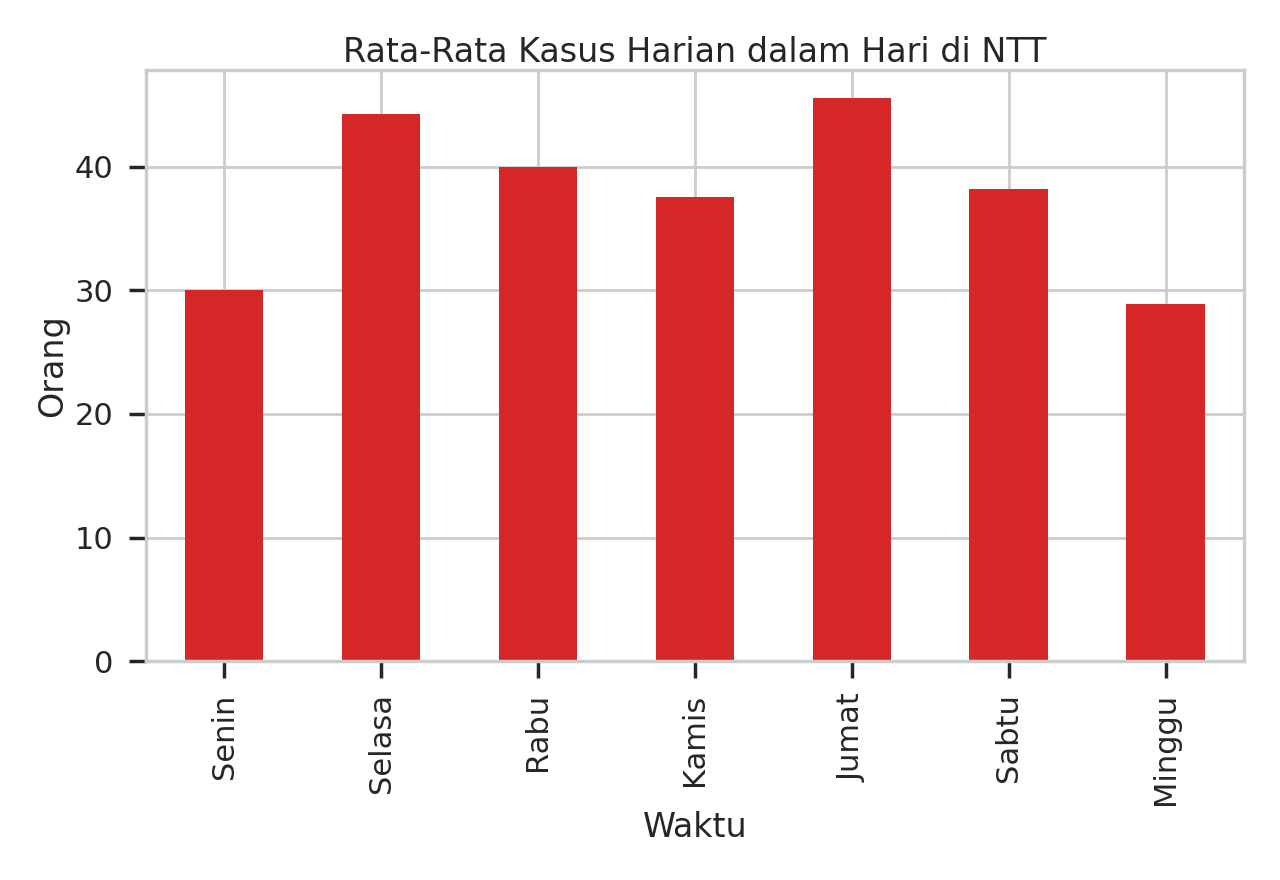 Rata-Rata Kasus Harian dalam Hari di NTT
Orang
40
30
20
10
0
Senin
Selasa
Rabu
Kamis
Jumat
Sabtu
Minggu
Waktu